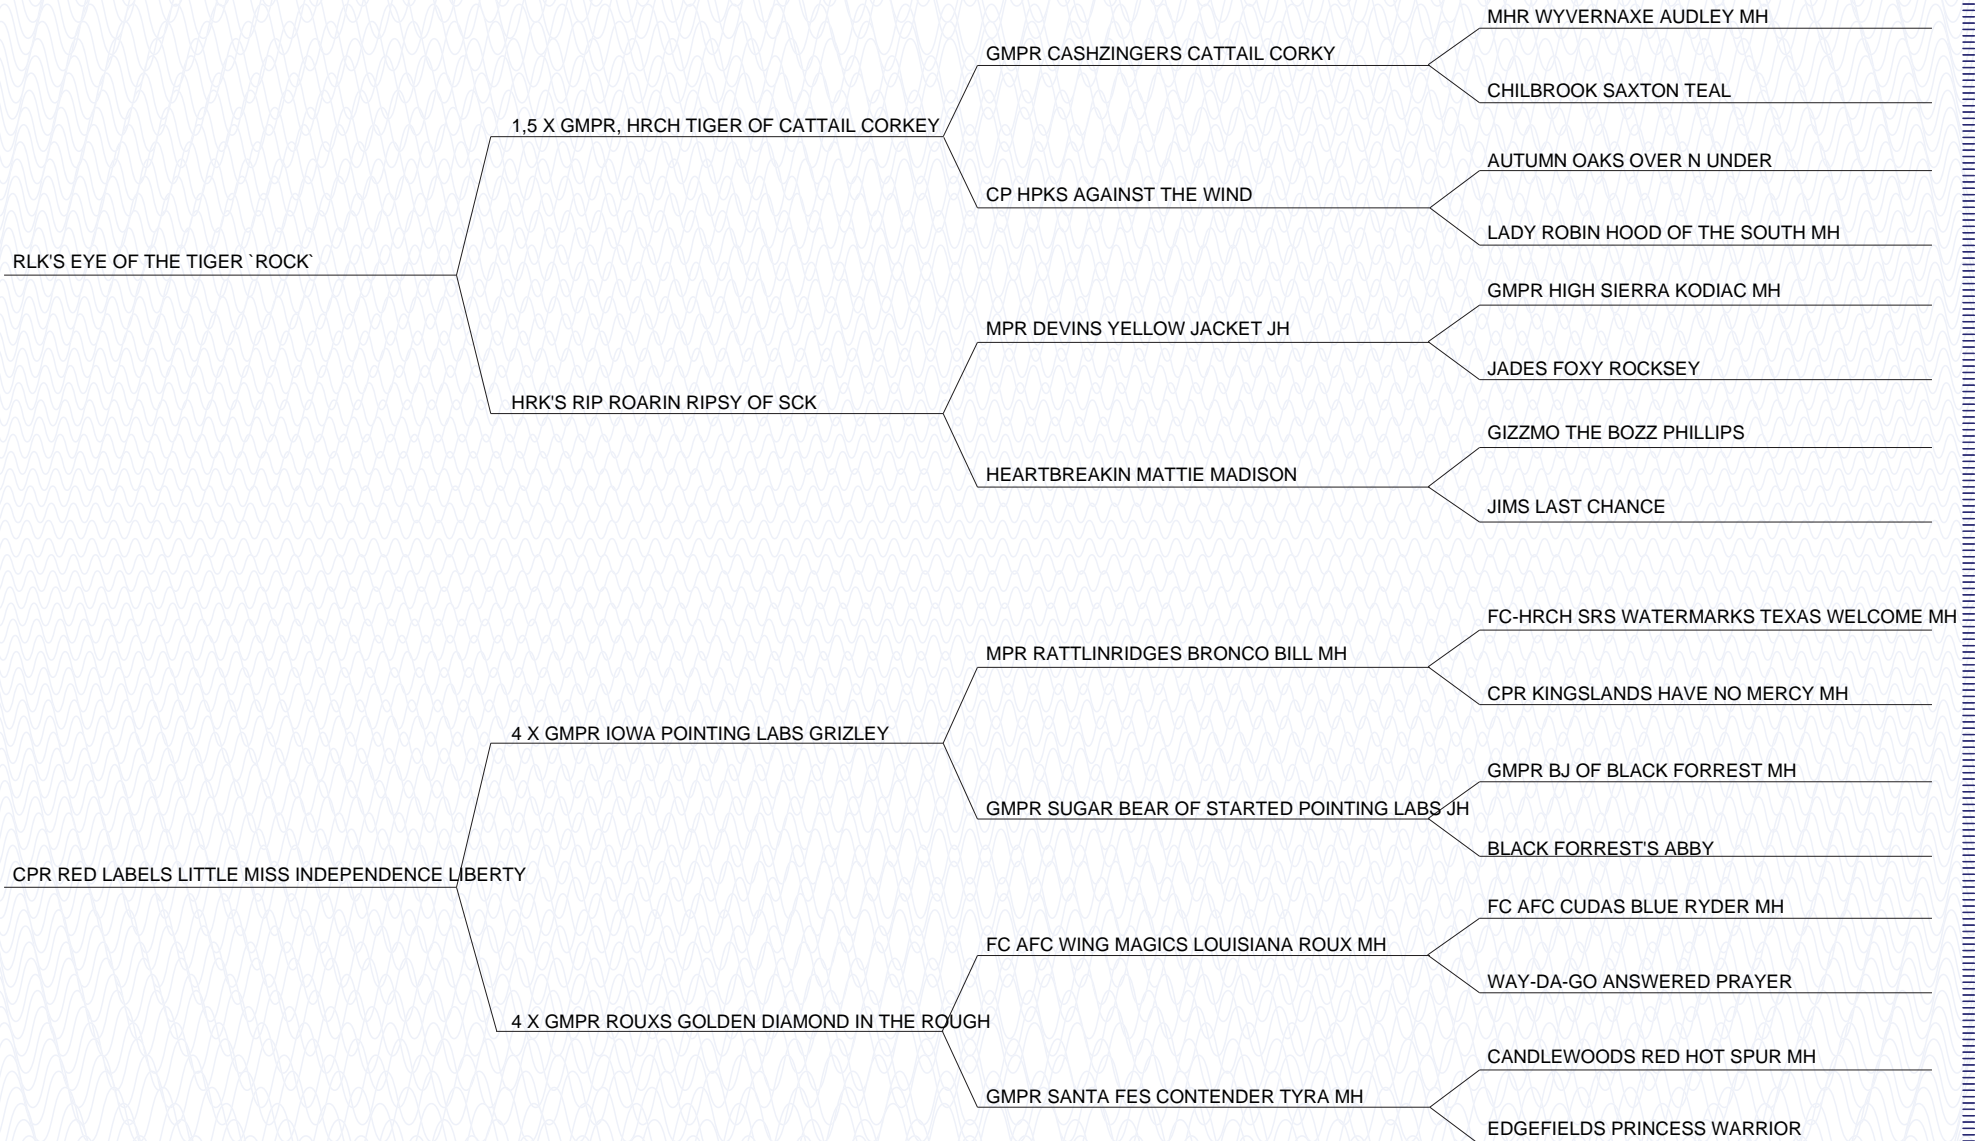 MHR WYVERNAXE AUDLEY MH
GMPR CASHZINGERS CATTAIL CORKY
CHILBROOK SAXTON TEAL
1,5 X GMPR, HRCH TIGER OF CATTAIL CORKEY
AUTUMN OAKS OVER N UNDER
CP HPKS AGAINST THE WIND
LADY ROBIN HOOD OF THE SOUTH MH
RLK'S EYE OF THE TIGER `ROCK`
GMPR HIGH SIERRA KODIAC MH
MPR DEVINS YELLOW JACKET JH
JADES FOXY ROCKSEY
HRK'S RIP ROARIN RIPSY OF SCK
GIZZMO THE BOZZ PHILLIPS
HEARTBREAKIN MATTIE MADISON
JIMS LAST CHANCE
FC-HRCH SRS WATERMARKS TEXAS WELCOME MH
MPR RATTLINRIDGES BRONCO BILL MH
CPR KINGSLANDS HAVE NO MERCY MH
4 X GMPR IOWA POINTING LABS GRIZLEY
GMPR BJ OF BLACK FORREST MH
GMPR SUGAR BEAR OF STARTED POINTING LABS JH
BLACK FORREST'S ABBY
CPR RED LABELS LITTLE MISS INDEPENDENCE LIBERTY
FC AFC CUDAS BLUE RYDER MH
FC AFC WING MAGICS LOUISIANA ROUX MH
WAY-DA-GO ANSWERED PRAYER
4 X GMPR ROUXS GOLDEN DIAMOND IN THE ROUGH
CANDLEWOODS RED HOT SPUR MH
GMPR SANTA FES CONTENDER TYRA MH
EDGEFIELDS PRINCESS WARRIOR